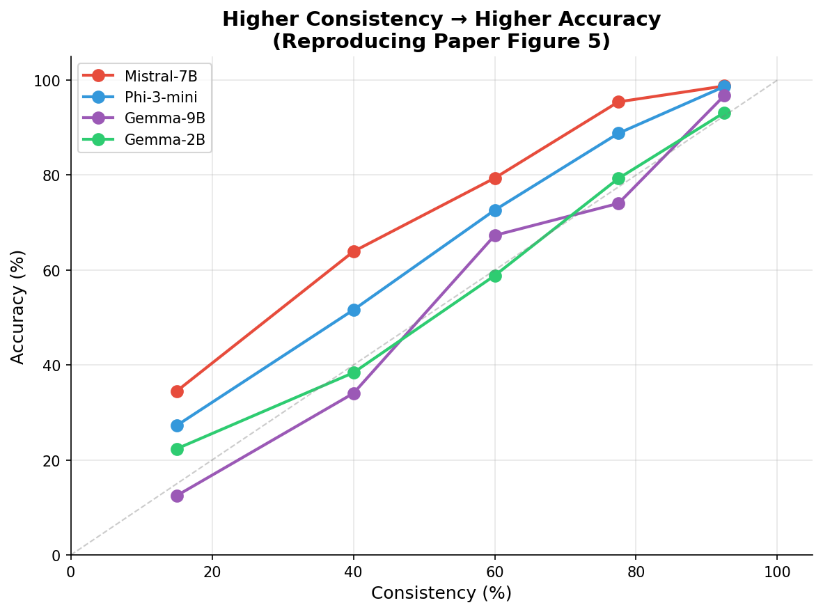 Higher Consistency → Higher Accuracy
(Reproducing Paper Figure 5)
Mistral-7B
Phi-3-mini
Gemma-9B
Gemma-2B
Accuracy (%)
100
80
60
40
20
0
0 20 40 60 80 100
Consistency (%)